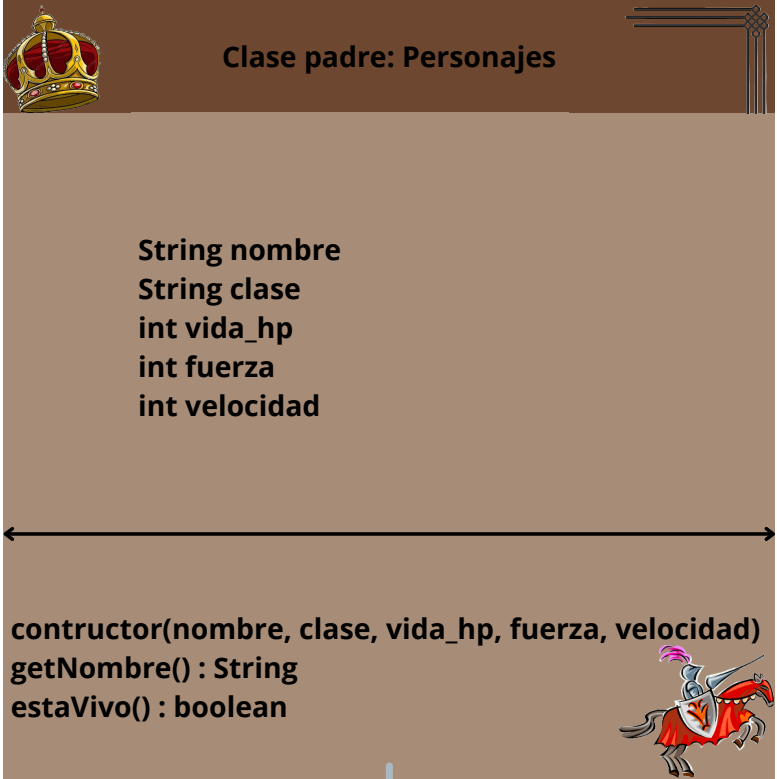 Clase padre: Personajes
String nombre
String clase
int vida_hp
int fuerza
int velocidad
contructor(nombre, clase, vida_hp, fuerza, velocidad)
getNombre() : String
estaVivo() : boolean